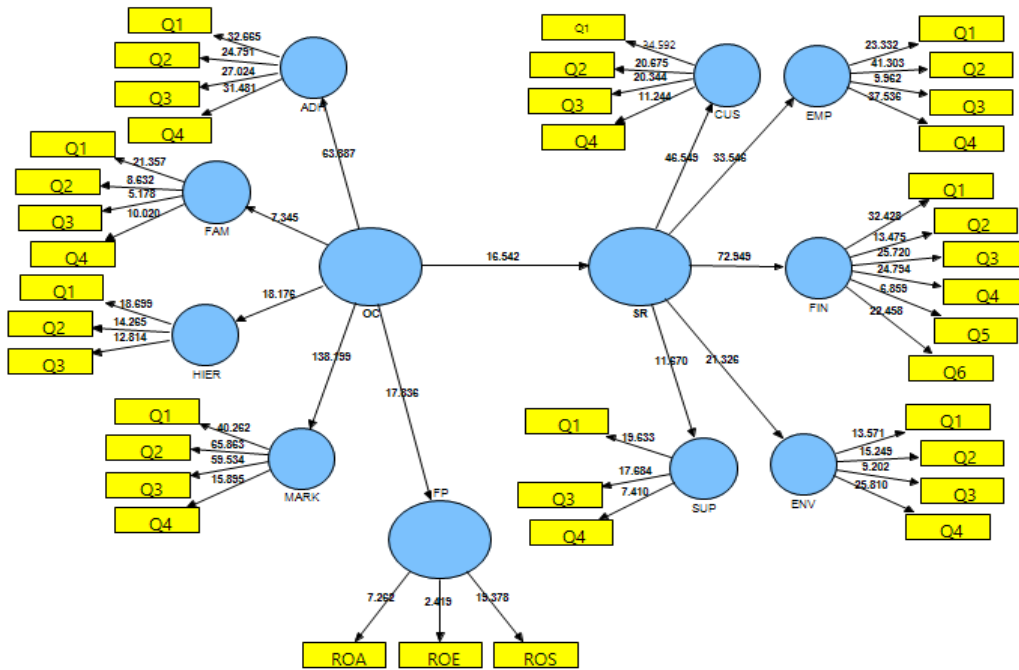 Q1
32.665
Q2
24.791
Q3
27.024
Q4
31.481
ADH
63.887
Q1
21.357
Q2
8.632
Q3
5.178
Q4
10.020
FAM
7.345
Q1
18.699
Q2
14.265
Q3
12.814
HIER
18.176
OC
16.542
138.199
17.836
Q1
40.262
Q2
65.863
Q3
59.534
Q4
15.895
MARK
FP
7.262
2.419
19.378
ROA
ROE
ROS
Q1
34.592
Q2
20.675
Q3
20.344
Q4
11.244
CUS
46.549
Q1
23.332
Q2
41.303
Q3
9.962
Q4
37.536
EMP
33.546
SR
72.949
Q1
32.428
Q2
13.475
Q3
25.720
Q4
24.794
Q5
6.859
Q6
22.458
FIN
11.670
21.326
Q1
19.633
Q3
17.684
Q4
7.410
SUP
Q1
13.571
Q2
15.249
Q3
9.202
Q4
25.810
ENV